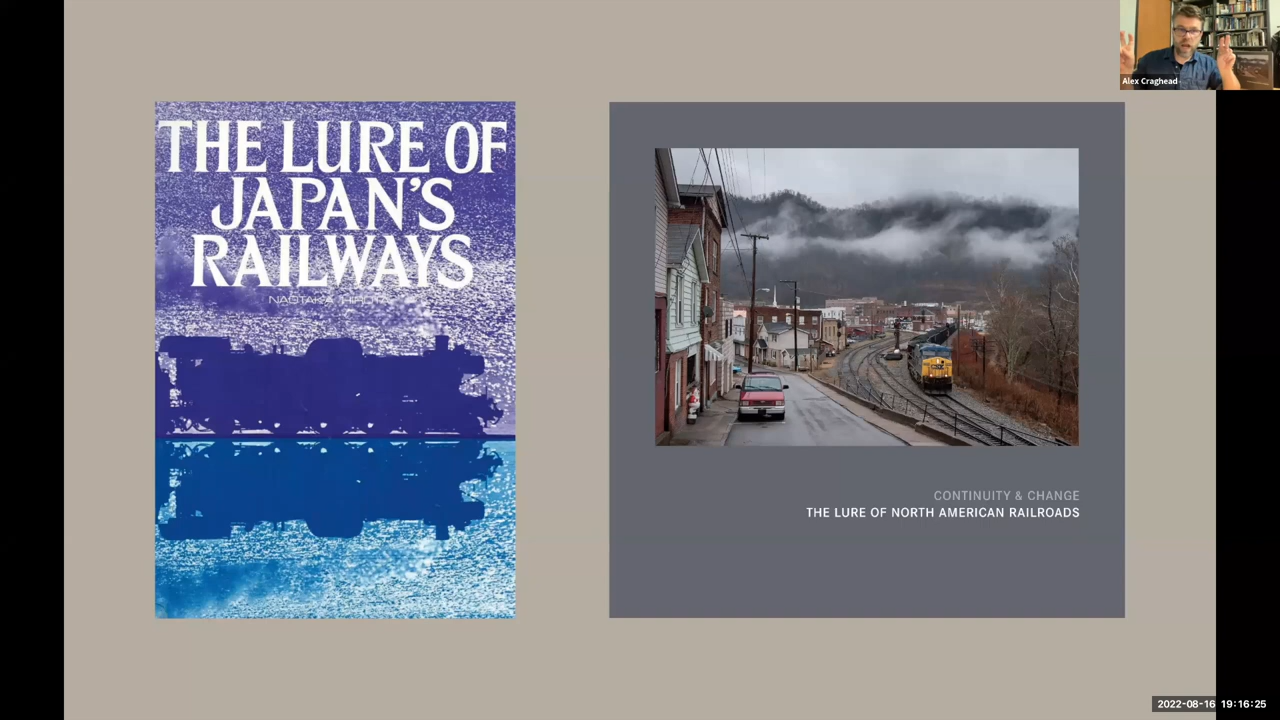 THE LURE OF
JAPAN'S
RAILWAYS
NAOTAKA HIROTA
CONTINUITY & CHANGE
THE LURE OF NORTH AMERICAN RAILROADS
Alex Craghead
2022-08-16 19:16:25